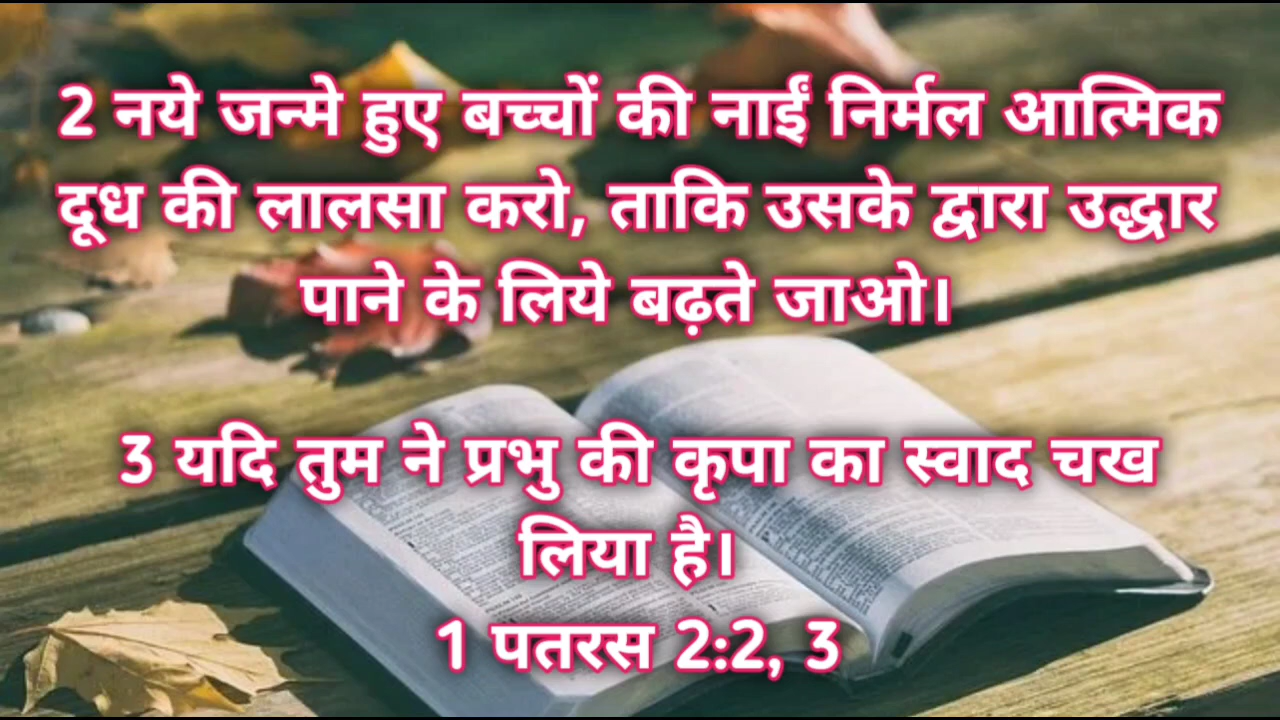 2 नये जन्मे हुए बच्चों की नाईं निर्मल आत्मिक
दूध की लालसा करो, ताकि उसके द्वारा उद्धार
पाने के लिये बढ़ते जाओ।
3 यदि तुम ने प्रभु की कृपा का स्वाद चख
लिया है।
1 पतरस 2:2, 3